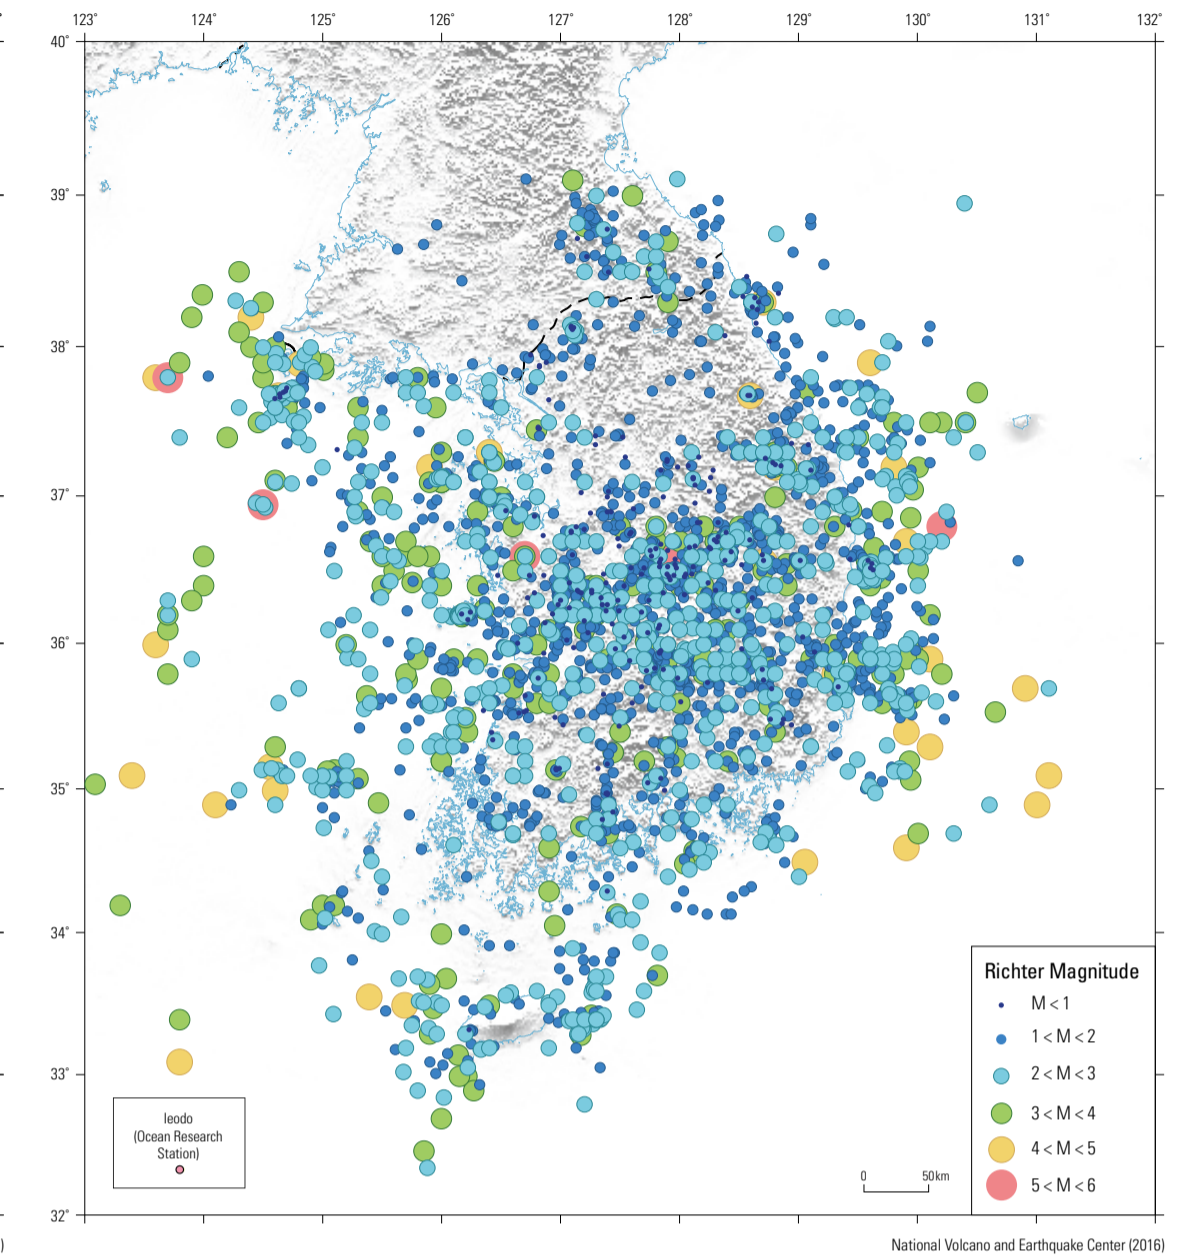 123° 124° 125° 126° 127° 128° 129° 130° 131° 132°
40°
39°
38°
37°
36°
35°
34°
33°
32°
Richter Magnitude
M < 1
1 < M < 2
2 < M < 3
3 < M < 4
4 < M < 5
5 < M < 6
Ieodo
(Ocean Research
Station)
0 50km
)
National Volcano and Earthquake Center (2016)